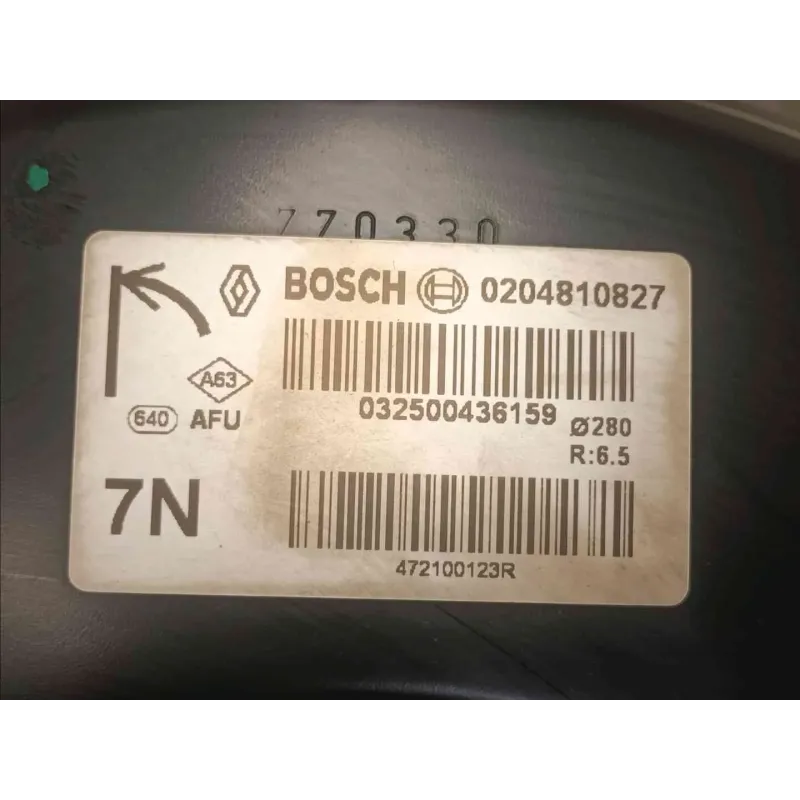 770330
BOSCH 0204810827
A63
032500436159
640 AFU
Ø280
R:6.5
7N
472100123R